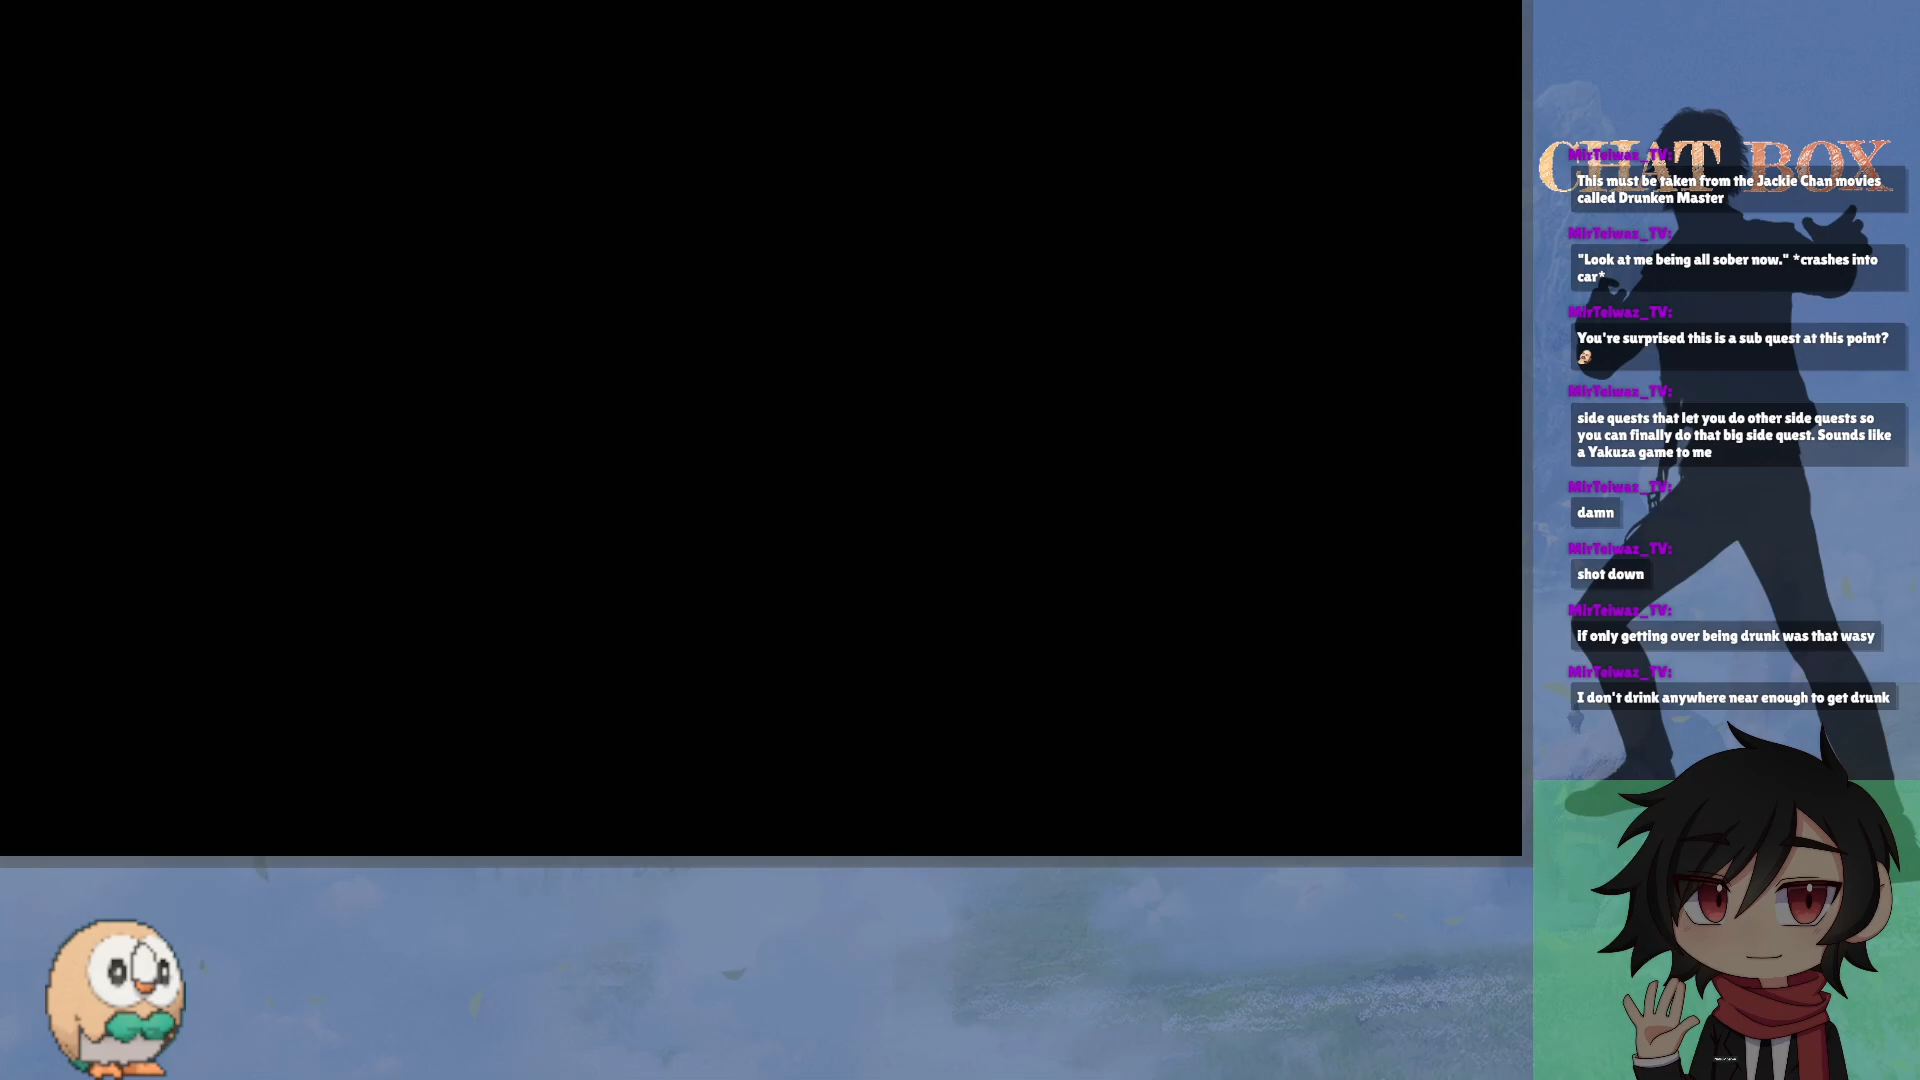 CHAT BOX
MirTeiwaz_TV:
This must be taken from the Jackie Chan movies
called Drunken Master
MirTeiwaz_TV:
"Look at me being all sober now." *crashes into
car*
MirTeiwaz_TV:
You're surprised this is a sub quest at this point?
MirTeiwaz_TV:
side quests that let you do other side quests so
you can finally do that big side quest. Sounds like
a Yakuza game to me
MirTeiwaz_TV:
damn
MirTeiwaz_TV:
shot down
MirTeiwaz_TV:
if only getting over being drunk was that wasy
MirTeiwaz_TV:
I don't drink anywhere near enough to get drunk